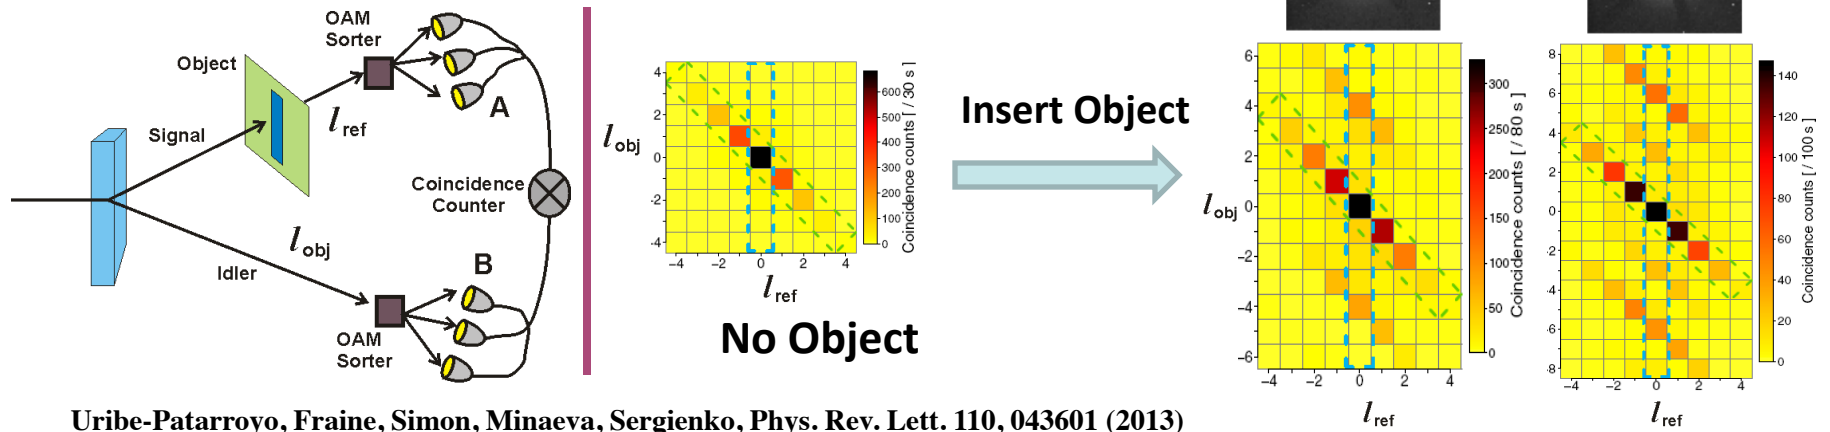 OAM
Sorter
Object
Signal
l ref
A
Coincidence
Counter
l obj
Idler
B
OAM
Sorter
l obj
4
2
0
-2
-4
-4 -2 0 2 4
l ref
600
500
400
300
200
100
0
Coincidence counts [ / 30 s ]
No Object
Insert Object
l obj
6
4
2
0
-2
-4
-6
-4 -2 0 2 4
l ref
300
250
200
150
100
50
0
Coincidence counts [ / 80 s ]
8
6
4
2
0
-2
-4
-6
-8
-4 -2 0 2 4
l ref
140
120
100
80
60
40
20
0
Coincidence counts [ / 100 s ]
Uribe-Patarroyo, Fraine, Simon, Minaeva, Sergienko, Phys. Rev. Lett. 110, 043601 (2013)